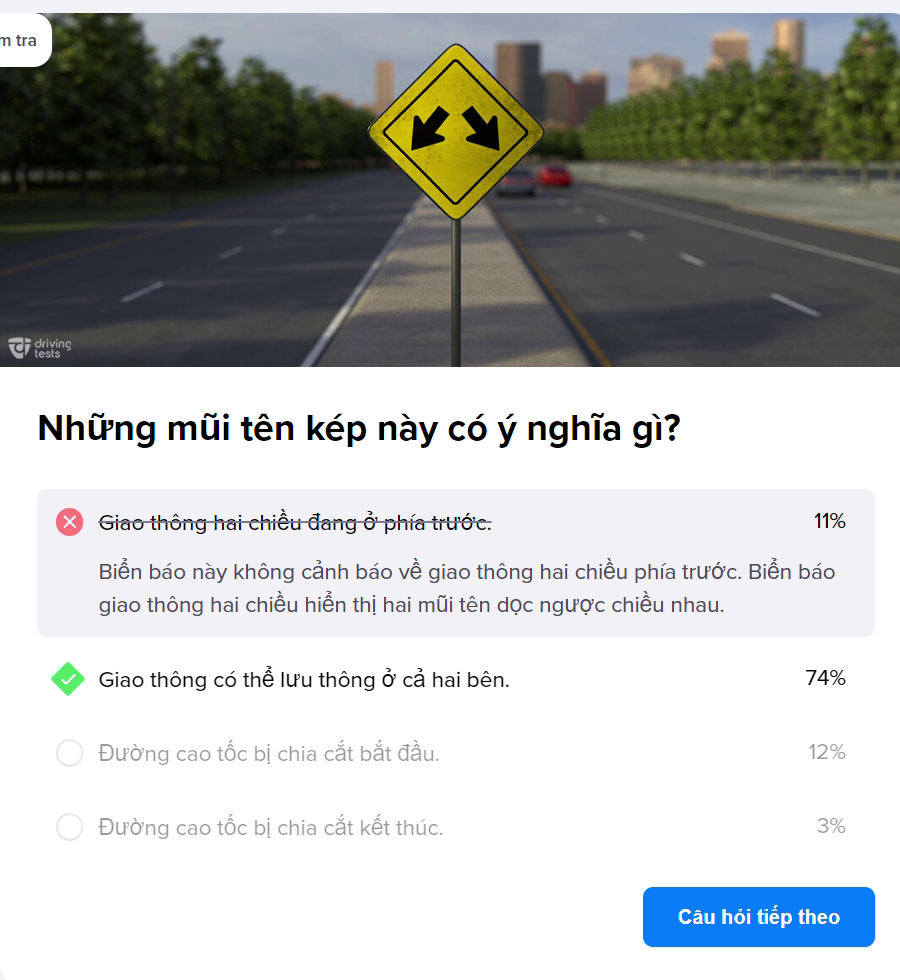 m tra
driving
tests
Những mũi tên kép này có ý nghĩa gì?
Giao thông hai chiều đang ở phía trước. 11%
Biển báo này không cảnh báo về giao thông hai chiều phía trước. Biển báo
giao thông hai chiều hiển thị hai mũi tên dọc ngược chiều nhau.
Giao thông có thể lưu thông ở cả hai bên. 74%
Đường cao tốc bị chia cắt bắt đầu. 12%
Đường cao tốc bị chia cắt kết thúc. 3%
Câu hỏi tiếp theo